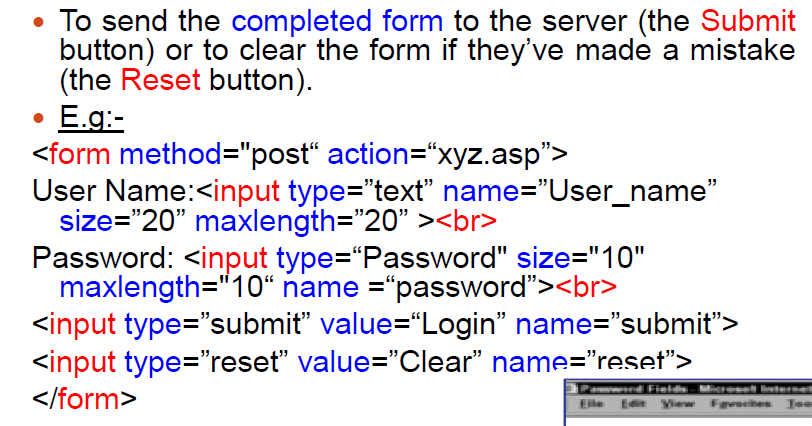 • To send the completed form to the server (the Submit
button) or to clear the form if they’ve made a mistake
(the Reset button).
• E.g:-
<form method="post“ action=“xyz.asp”>
User Name:<input type=”text” name=”User_name”
size=”20” maxlength=”20” ><br>
Password: <input type=“Password" size="10"
maxlength="10“ name =“password”><br>
<input type=”submit” value=“Login” name=”submit”>
<input type=”reset” value=”Clear” name=”reset”>
</form>
Password Fields - Microsoft Internet
File Edit View Favorites Too